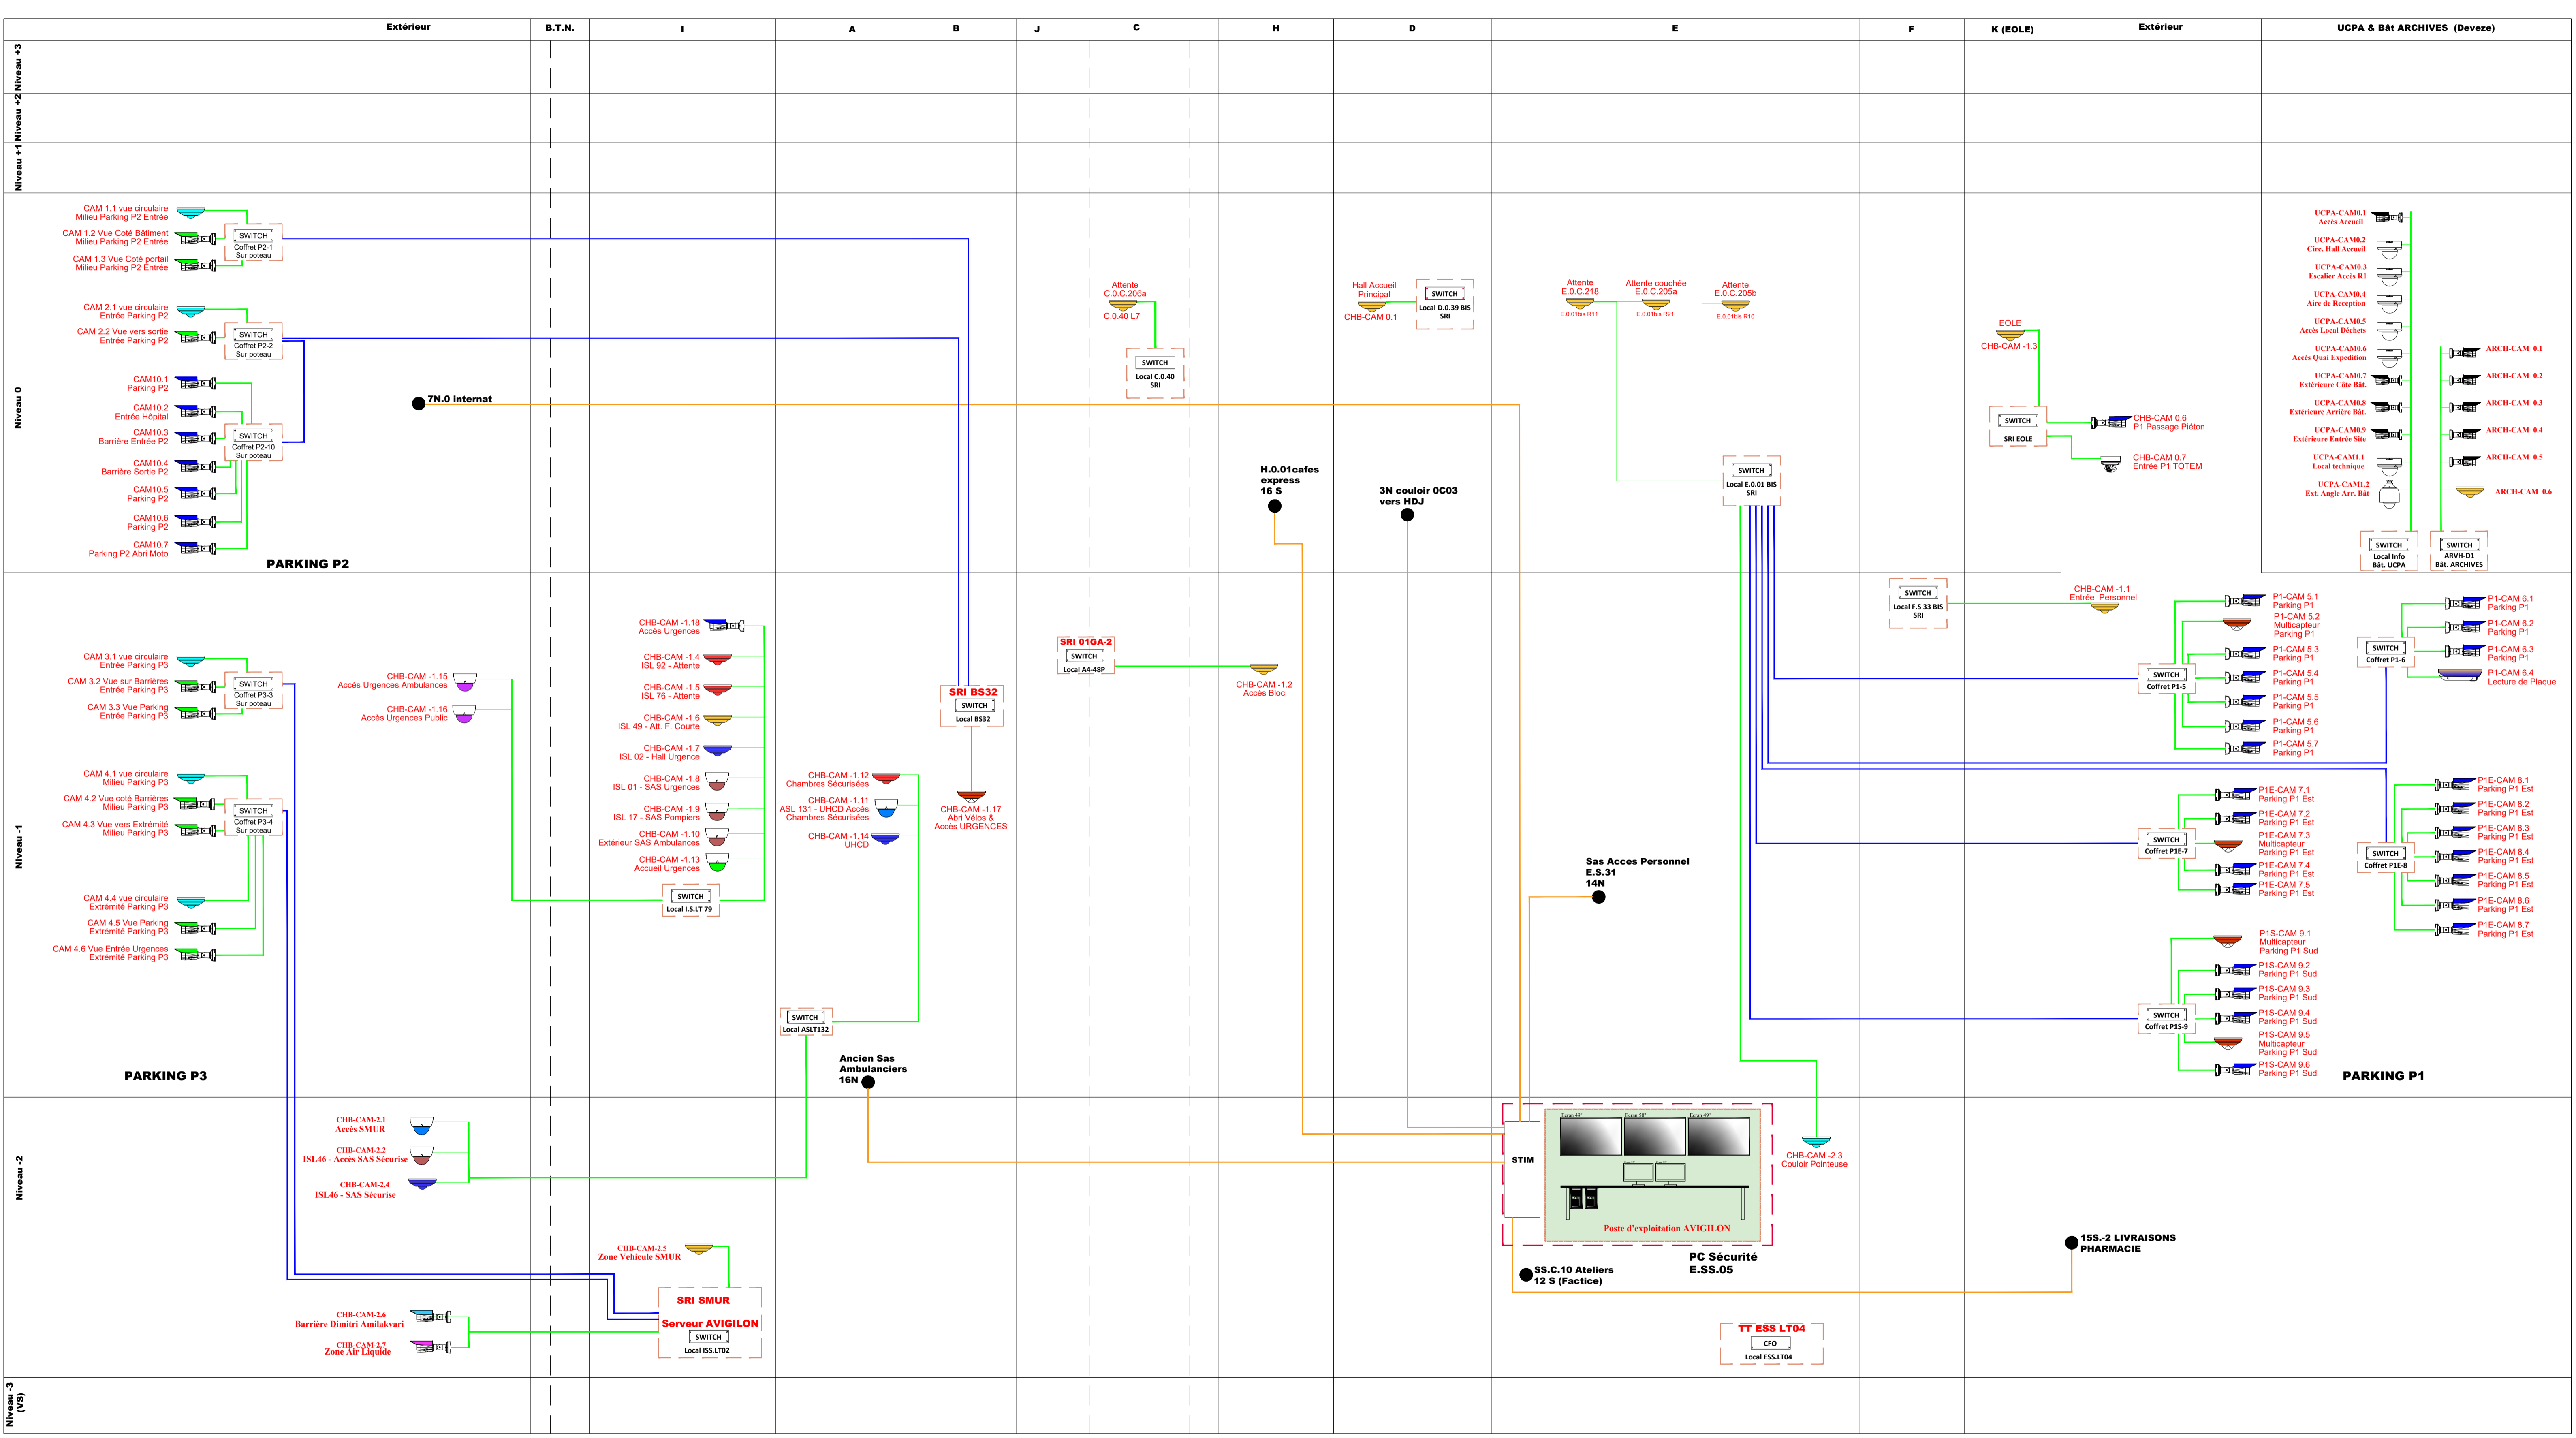 Extérieur
B.T.N.
I
A
B
J
C
H
D
E
F
K (EOLE)
Extérieur
UCPA & Bât ARCHIVES  (Deveze)
Niveau +3
Niveau +2
Niveau +1
Niveau 0
CAM 1.1 vue circulaire
Milieu Parking P2 Entrée
CAM 1.2 Vue Coté Bâtiment
Milieu Parking P2 Entrée
CAM 1.3 Vue Coté portail
Milieu Parking P2 Entrée
SWITCH
Coffret P2-1
Sur poteau
CAM 2.1 vue circulaire
Entrée Parking P2
CAM 2.2 Vue vers sortie
Entrée Parking P2
SWITCH
Coffret P2-2
Sur poteau
CAM10.1
Parking P2
CAM10.2
Entrée Hôpital
CAM10.3
Barrière Entrée P2
CAM10.4
Barrière Sortie P2
CAM10.5
Parking P2
CAM10.6
Parking P2
CAM10.7
Parking P2 Abri Moto
SWITCH
Coffret P2-10
Sur poteau
PARKING P2
7N.0 internat
Attente
C.0.C.206a
C.0.40 L7
SWITCH
Local C.0.40
SRI
H.0.01cafes
express
16 S
Hall Accueil
Principal
CHB-CAM 0.1
SWITCH
Local D.0.39 BIS
SRI
3N couloir 0C03
vers HDJ
Attente
E.0.C.218
E.0.01bis R11
Attente couchée
E.0.C.205a
E.0.01bis R21
Attente
E.0.C.205b
E.0.01bis R10
SWITCH
Local E.0.01 BIS
SRI
EOLE
CHB-CAM -1.3
SWITCH
SRI EOLE
CHB-CAM 0.6
P1 Passage Piéton
CHB-CAM 0.7
Entrée P1 TOTEM
UCPA-CAM0.1
Accès Accueil
UCPA-CAM0.2
Circ. Hall Accueil
UCPA-CAM0.3
Escalier Accès R1
UCPA-CAM0.4
Aire de Reception
UCPA-CAM0.5
Accès Local Déchets
UCPA-CAM0.6
Accès Quai Expedition
UCPA-CAM0.7
Extérieure Côte Bât.
UCPA-CAM0.8
Extérieure Arrière Bât.
UCPA-CAM0.9
Extérieure Entrée Site
UCPA-CAM1.1
Local technique
UCPA-CAM1.2
Ext. Angle Arr. Bât
ARCH-CAM  0.1
ARCH-CAM  0.2
ARCH-CAM  0.3
ARCH-CAM  0.4
ARCH-CAM  0.5
ARCH-CAM  0.6
SWITCH
Local Info
Bât. UCPA
SWITCH
ARVH-D1
Bât. ARCHIVES
Niveau -1
CAM 3.1 vue circulaire
Entrée Parking P3
CAM 3.2 Vue sur Barrières
Entrée Parking P3
CAM 3.3 Vue Parking
Entrée Parking P3
SWITCH
Coffret P3-3
Sur poteau
CAM 4.1 vue circulaire
Milieu Parking P3
CAM 4.2 Vue coté Barrières
Milieu Parking P3
CAM 4.3 Vue vers Extrémité
Milieu Parking P3
SWITCH
Coffret P3-4
Sur poteau
CAM 4.4 vue circulaire
Extrémité Parking P3
CAM 4.5 Vue Parking
Extrémité Parking P3
CAM 4.6 Vue Entrée Urgences
Extrémité Parking P3
PARKING P3
CHB-CAM -1.15
Accès Urgences Ambulances
CHB-CAM -1.16
Accès Urgences Public
CHB-CAM -1.18
Accès Urgences
CHB-CAM -1.4
ISL 92 - Attente
CHB-CAM -1.5
ISL 76 - Attente
CHB-CAM -1.6
ISL 49 - Att. F. Courte
CHB-CAM -1.7
ISL 02 - Hall Urgence
CHB-CAM -1.8
ISL 01 - SAS Urgences
CHB-CAM -1.9
ISL 17 - SAS Pompiers
CHB-CAM -1.10
Extérieur SAS Ambulances
CHB-CAM -1.13
Accueil Urgences
SWITCH
Local I.S.LT 79
CHB-CAM -1.12
Chambres Sécurisées
CHB-CAM -1.11
ASL 131 - UHCD Accès
Chambres Sécurisées
CHB-CAM -1.14
UHCD
SWITCH
Local ASLT132
Ancien Sas
Ambulanciers
16N
SRI BS32
SWITCH
Local BS32
CHB-CAM -1.17
Abri Vélos &
Accès URGENCES
SRI 01GA-2
SWITCH
Local A4-48P
CHB-CAM -1.2
Accès Bloc
Sas Acces Personnel
E.S.31
14N
SWITCH
Local F.S 33 BIS
SRI
CHB-CAM -1.1
Entrée  Personnel
SWITCH
Coffret P1-5
P1-CAM 5.1
Parking P1
P1-CAM 5.2
Multicapteur
Parking P1
P1-CAM 5.3
Parking P1
P1-CAM 5.4
Parking P1
P1-CAM 5.5
Parking P1
P1-CAM 5.6
Parking P1
P1-CAM 5.7
Parking P1
SWITCH
Coffret P1-6
P1-CAM 6.1
Parking P1
P1-CAM 6.2
Parking P1
P1-CAM 6.3
Parking P1
P1-CAM 6.4
Lecture de Plaque
SWITCH
Coffret P1E-7
P1E-CAM 7.1
Parking P1 Est
P1E-CAM 7.2
Parking P1 Est
P1E-CAM 7.3
Multicapteur
Parking P1 Est
P1E-CAM 7.4
Parking P1 Est
P1E-CAM 7.5
Parking P1 Est
SWITCH
Coffret P1E-8
P1E-CAM 8.1
Parking P1 Est
P1E-CAM 8.2
Parking P1 Est
P1E-CAM 8.3
Parking P1 Est
P1E-CAM 8.4
Parking P1 Est
P1E-CAM 8.5
Parking P1 Est
P1E-CAM 8.6
Parking P1 Est
P1E-CAM 8.7
Parking P1 Est
SWITCH
Coffret P1S-9
P1S-CAM 9.1
Multicapteur
Parking P1 Sud
P1S-CAM 9.2
Parking P1 Sud
P1S-CAM 9.3
Parking P1 Sud
P1S-CAM 9.4
Parking P1 Sud
P1S-CAM 9.5
Multicapteur
Parking P1 Sud
P1S-CAM 9.6
Parking P1 Sud
PARKING P1
Niveau -2
CHB-CAM-2.1
Accès SMUR
CHB-CAM-2.2
ISL46 - Accès SAS Sécurise
CHB-CAM-2.4
ISL46 - SAS Sécurise
CHB-CAM-2.5
Zone Vehicule SMUR
CHB-CAM-2.6
Barrière Dimitri Amilakvari
CHB-CAM-2.7
Zone Air Liquide
SRI SMUR
Serveur AVIGILON
SWITCH
Local ISS.LT02
STIM
Ecran 49"
Ecran 50"
Ecran 49"
Poste d'exploitation AVIGILON
PC Sécurité
E.SS.05
SS.C.10 Ateliers
12 S (Factice)
CHB-CAM -2.3
Couloir Pointeuse
TT ESS LT04
CFO
Local ESS.LT04
15S.-2 LIVRAISONS
PHARMACIE
Niveau -3
(VS)